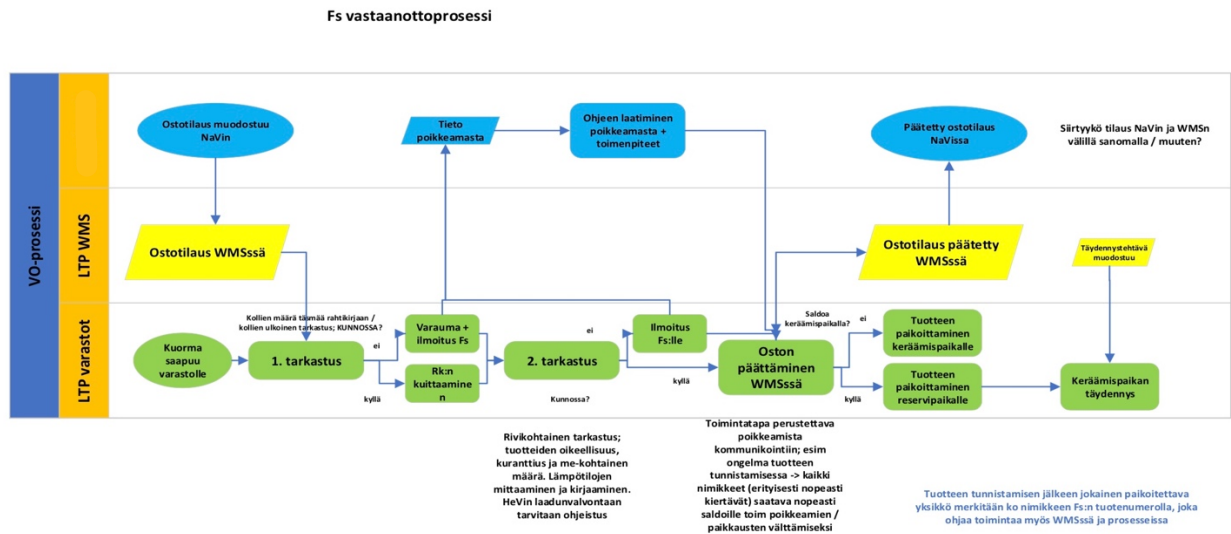 Fs vastaanottoprosessi
VO-prosessi
Ostotilaus muodostuu
NaVin
Tieto
poikkeamasta
Ohjeen laatiminen
poikkeamasta +
toimenpiteet
Päätetty ostotilaus
NaVissa
Siirtyykö tilaus NaVin ja WMSn
välillä sanomalla / muuten?
LTP WMS
Ostotilaus WMSssä
Ostotilaus päätetty
WMSssä
Täydennystehtävä
muodostuu
LTP varastot
Kuorma
saapuu
varastolle
Kollien määrä täsmää rahtikirjaan /
kollien ulkoinen tarkastus; KUNNOSSA?
1. tarkastus
ei
kyllä
Varauma +
ilmoitus Fs
Rk:n
kuittaamine
n
2. tarkastus
Kunnossa?
ei
kyllä
Ilmoitus
Fs:lle
Oston
päättäminen
WMSssä
Saldoa
keräämispaikalla?
ei
kyllä
Tuotteen
paikoittaminen
keräämispaikalle
Tuotteen
paikoittaminen
reservipaikalle
Keräämispaikan
täydennys
Rivikohtainen tarkastus;
tuotteiden oikeellisuus,
kuranttius ja me-kohtainen
määrä. Lämpötilojen
mittaaminen ja kirjaaminen.
HeVin laadunvalvontaan
tarvitaan ohjeistus
Toimintatapa perustettava
poikkeamista
kommunikointiin; esim
ongelma tuotteen
tunnistamisessa -> kaikki
nimikkeet (erityisesti nopeasti
kiertävät) saatava nopeasti
saldoille toim poikkeamien /
paikkausten välttämiseksi
Tuotteen tunnistamisen jälkeen jokainen paikoitettava
yksikkö merkitään ko nimikkeen Fs:n tuotenumerolla, joka
ohjaa toimintaa myös WMSssä ja prosesseissa